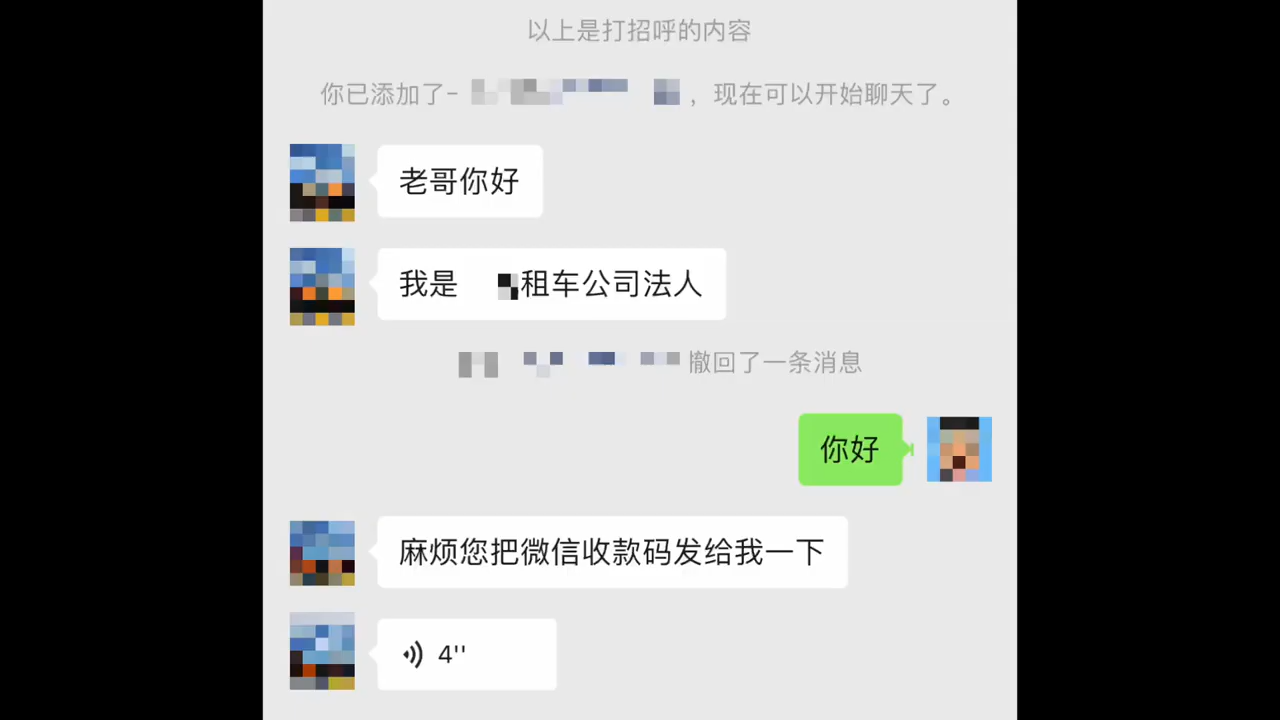 以上是打招呼的内容
你已添加了-
，现在可以开始聊天了。
老哥你好
我是 租车公司法人
撤回了一条消息
你好
麻烦您把微信收款码发给我一下
4''